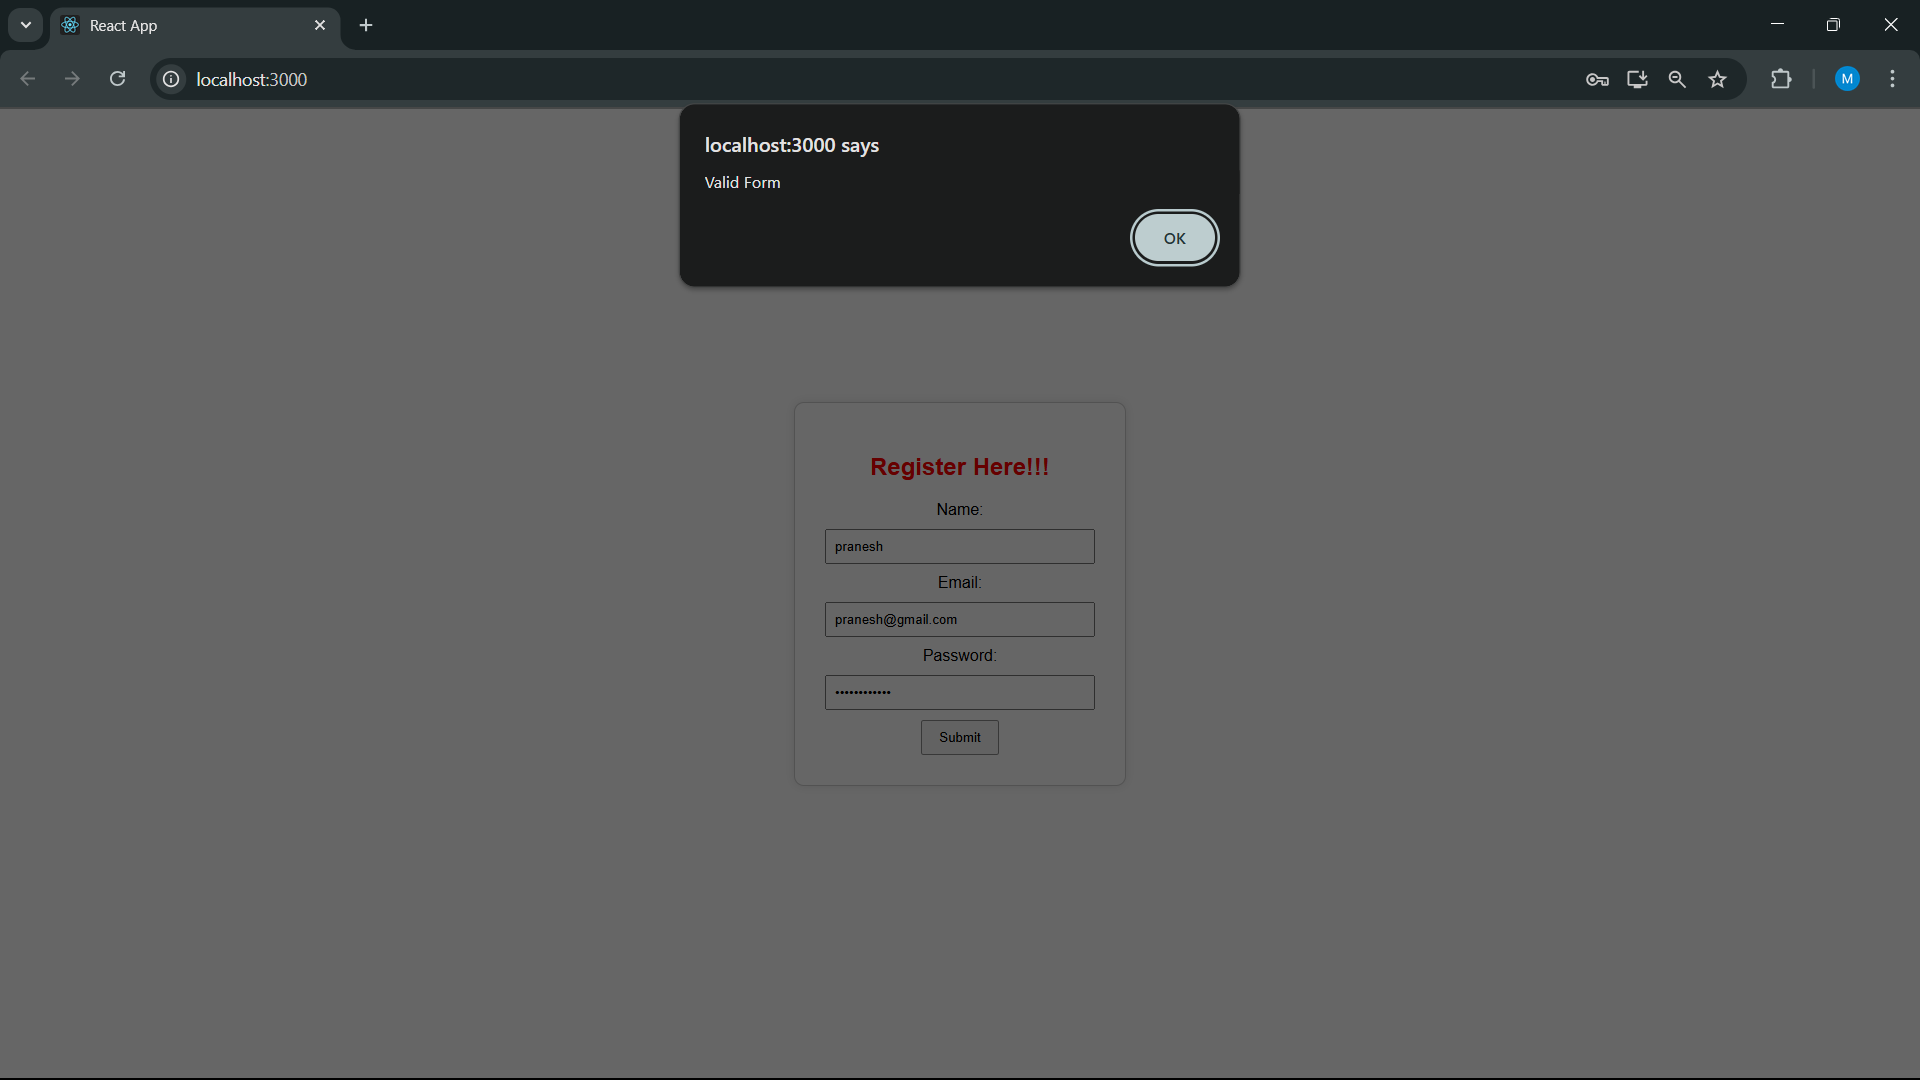 React App
localhost:3000
M
localhost:3000 says
Valid Form
OK
Register Here!!!
Name:
pranesh
Email:
pranesh@gmail.com
Password:
••••••••••••
Submit